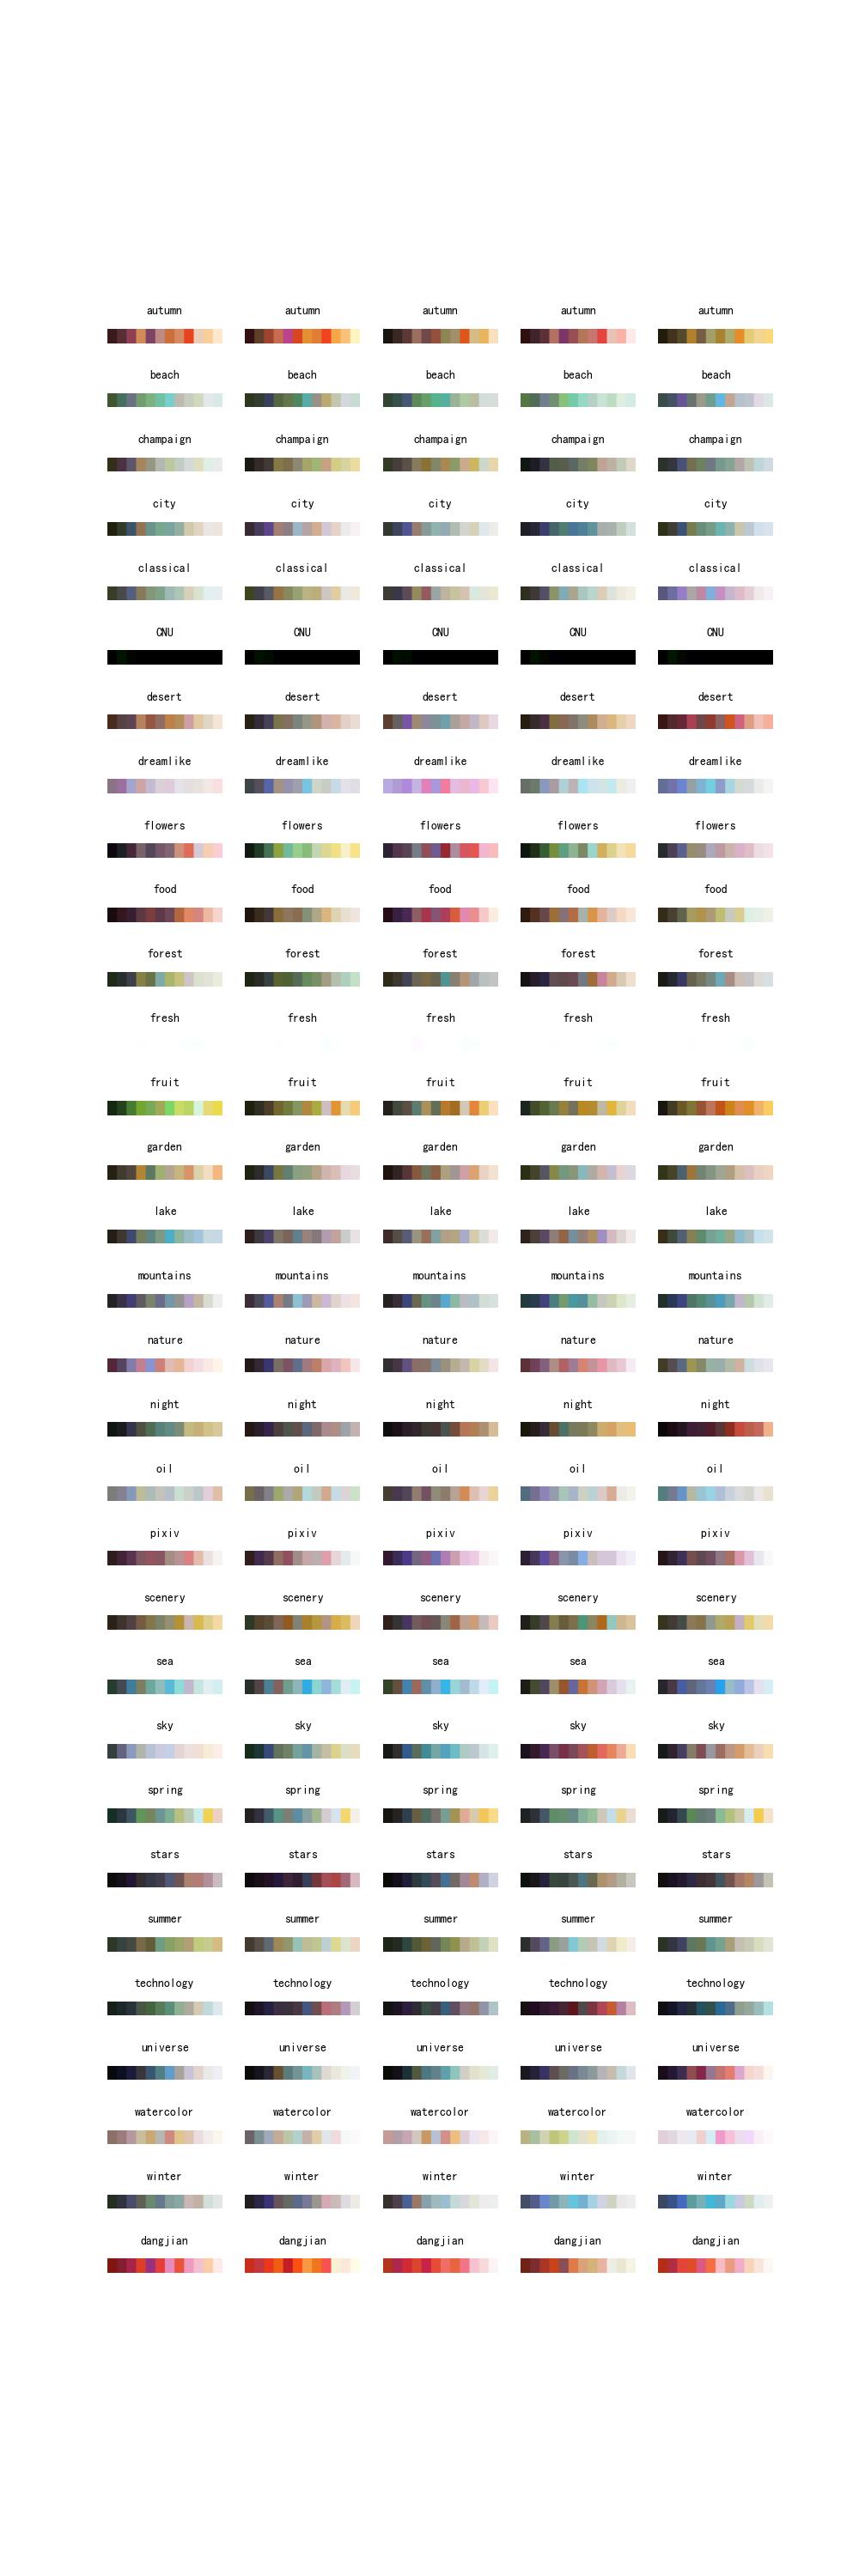 autumn autumn autumn autumn autumn
beach beach beach beach beach
champaign champaign champaign champaign champaign
city city city city city
classical classical classical classical classical
CNU CNU CNU CNU CNU
desert desert desert desert desert
dreamlike dreamlike dreamlike dreamlike dreamlike
flowers flowers flowers flowers flowers
food food food food food
forest forest forest forest forest
fresh fresh fresh fresh fresh
fruit fruit fruit fruit fruit
garden garden garden garden garden
lake lake lake lake lake
mountains mountains mountains mountains mountains
nature nature nature nature nature
night night night night night
oil oil oil oil oil
pixiv pixiv pixiv pixiv pixiv
scenery scenery scenery scenery scenery
sea sea sea sea sea
sky sky sky sky sky
spring spring spring spring spring
stars stars stars stars stars
summer summer summer summer summer
technology technology technology technology technology
universe universe universe universe universe
watercolor watercolor watercolor watercolor watercolor
winter winter winter winter winter
dangjian dangjian dangjian dangjian dangjian